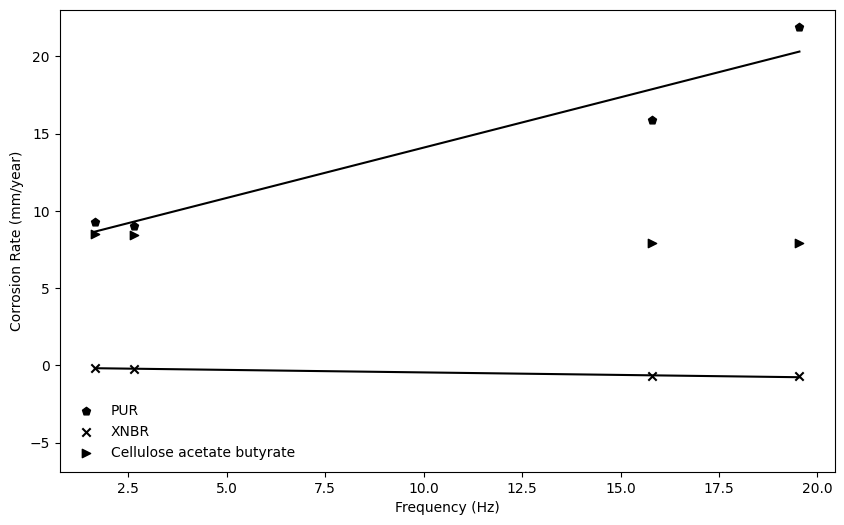 20
15
10
5
0
−5
Corrosion Rate (mm/year)
PUR
XNBR
Cellulose acetate butyrate
2.5 5.0 7.5 10.0 12.5 15.0 17.5 20.0
Frequency (Hz)